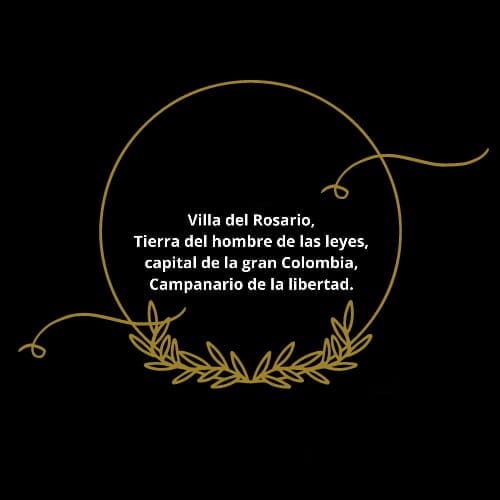 Villa del Rosario,
Tierra del hombre de las leyes,
capital de la gran Colombia,
Campanario de la libertad.